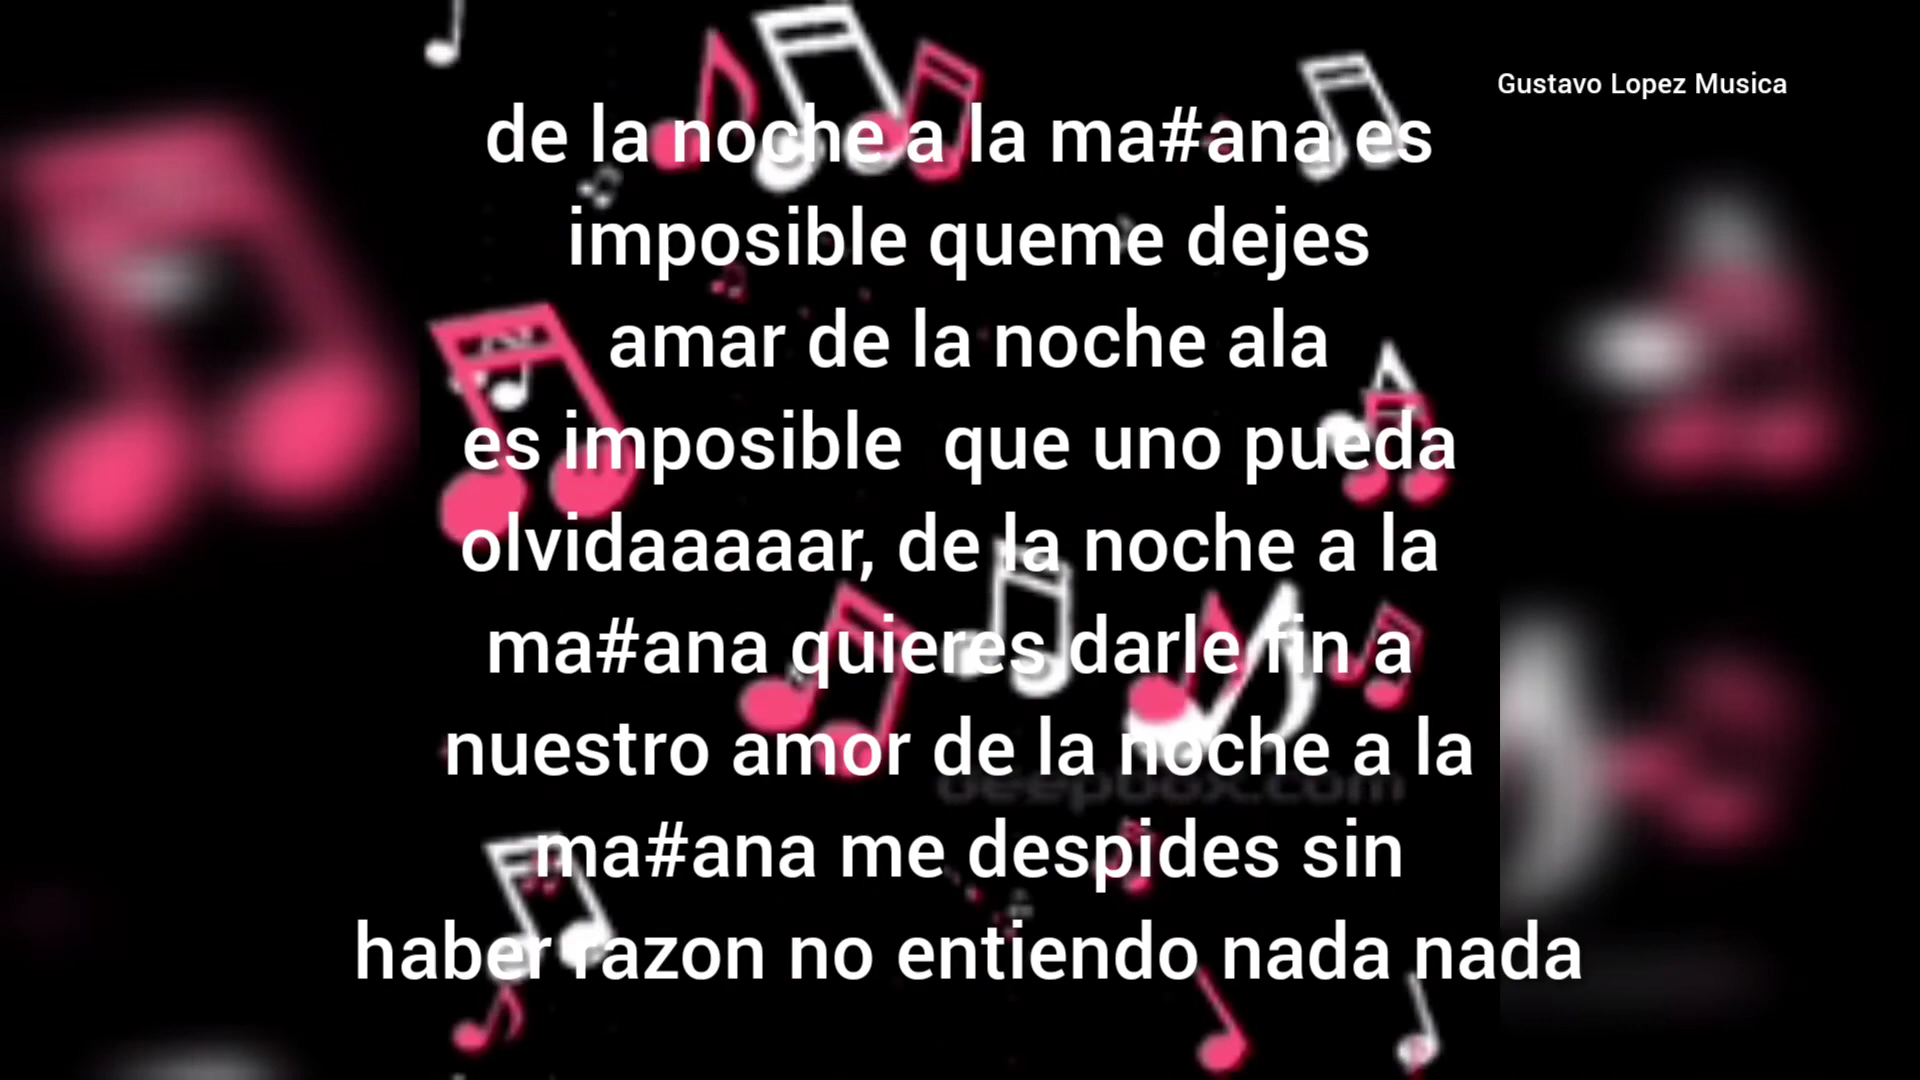 Gustavo Lopez Musica
de la noche a la ma#ana es
imposible queme dejes
amar de la noche ala
es imposible  que uno pueda
olvidaaaaar, de la noche a la
ma#ana quieres darle fin a
nuestro amor de la noche a la
beepbox.com
ma#ana me despides sin
haber razon no entiendo nada nada